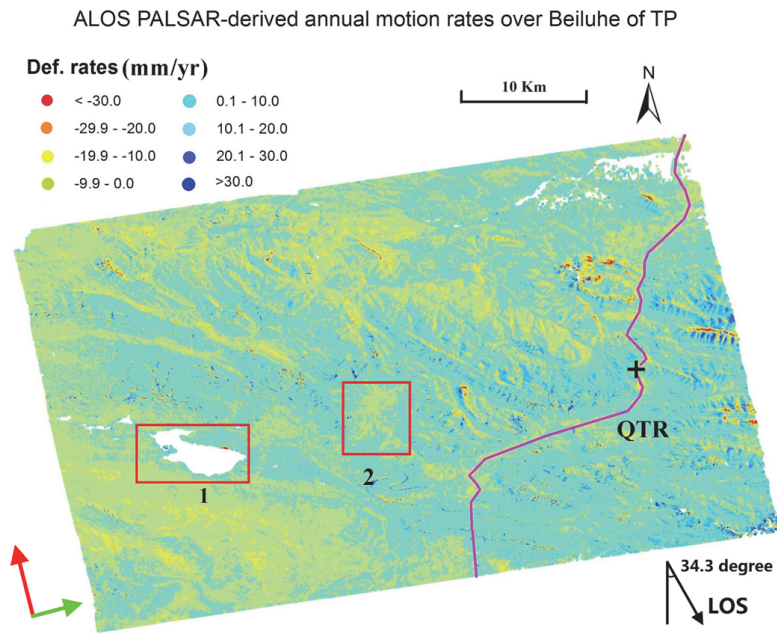 ALOS PALSAR-derived annual motion rates over Beiluhe of TP
Def. rates (mm/yr)
< -30.0
0.1 - 10.0
-29.9 - -20.0
10.1 - 20.0
-19.9 - -10.0
20.1 - 30.0
-9.9 - 0.0
>30.0
10 Km
N
QTR
1
2
34.3 degree
LOS